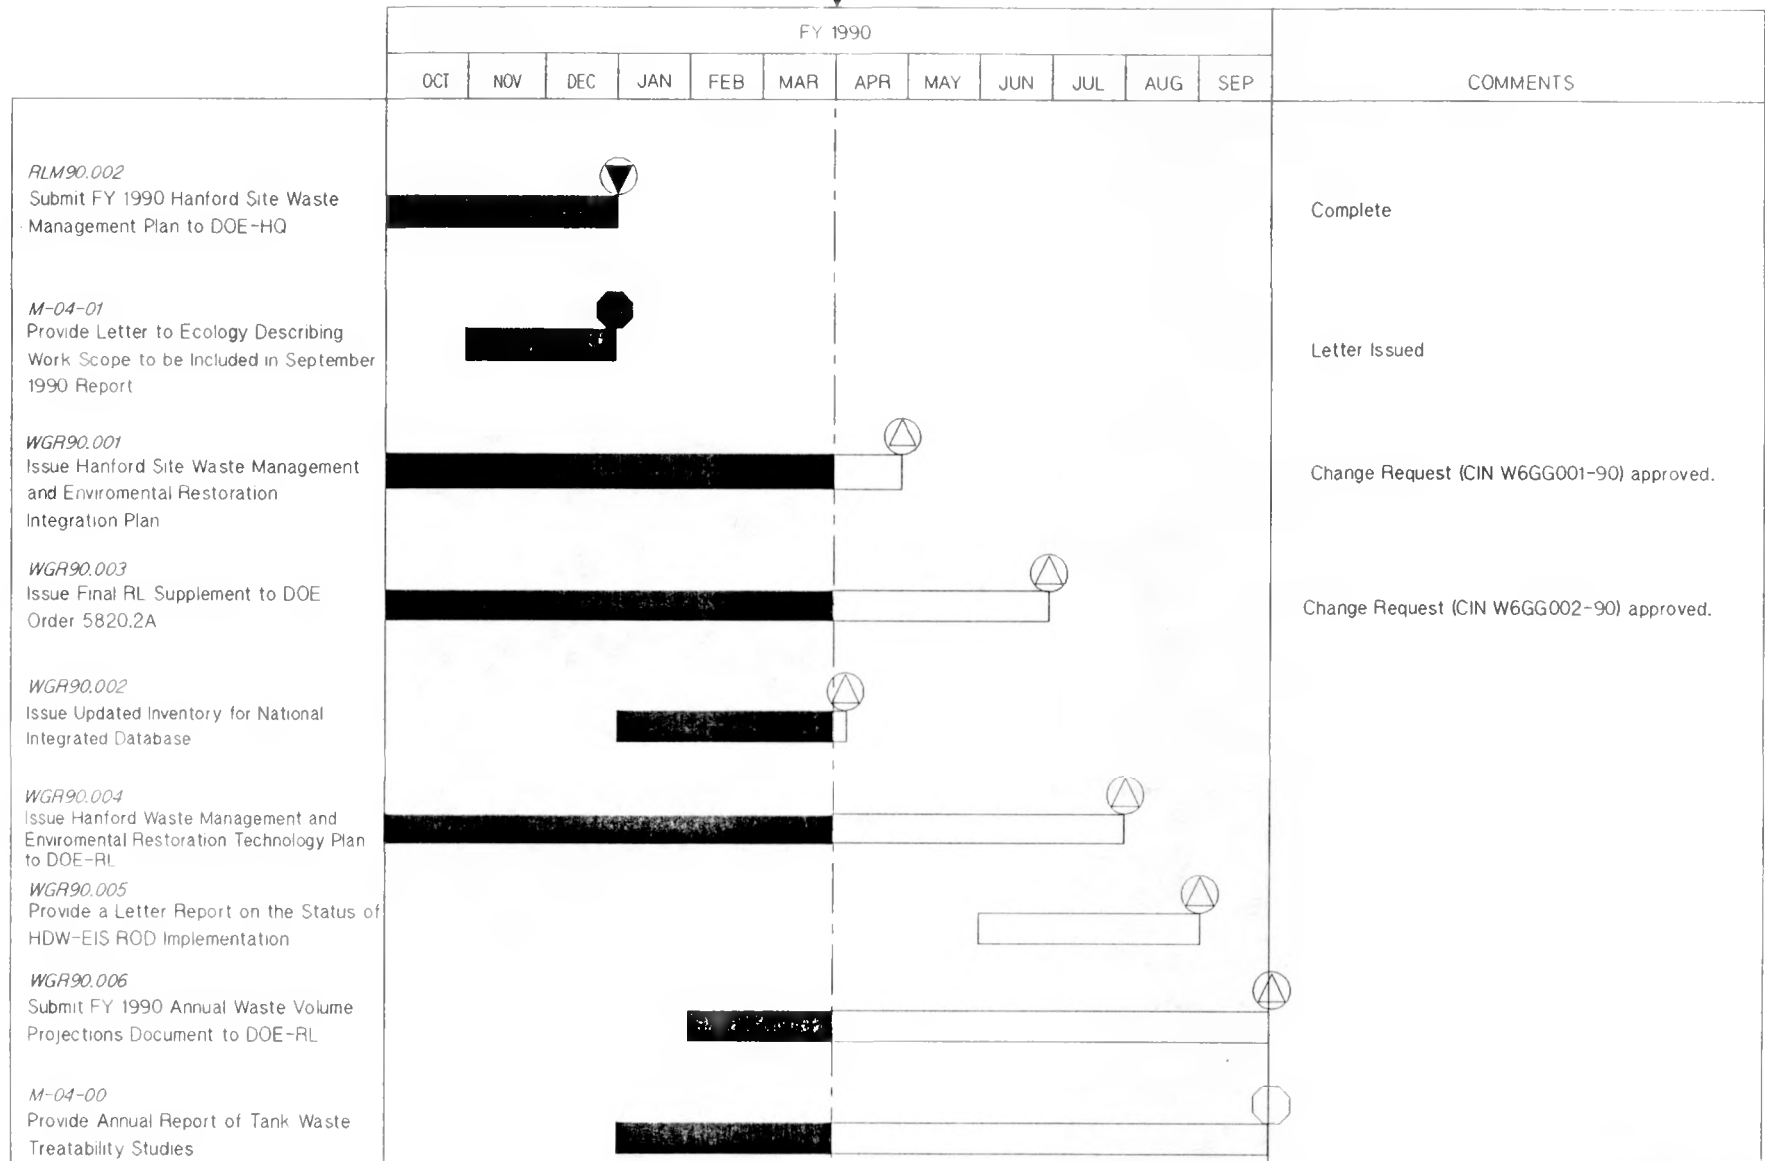 FY 1990
OCT NOV DEC JAN FEB MAR APR MAY JUN JUL AUG SEP COMMENTS
RLM90.002
Submit FY 1990 Hanford Site Waste
Management Plan to DOE-HQ
Complete
M-04-01
Provide Letter to Ecology Describing
Work Scope to be Included in September
1990 Report
Letter Issued
WGR90.001
Issue Hanford Site Waste Management
and Enviromental Restoration
Integration Plan
Change Request (CIN W6GG001-90) approved.
WGR90.003
Issue Final RL Supplement to DOE
Order 5820.2A
Change Request (CIN W6GG002-90) approved.
WGR90.002
Issue Updated Inventory for National
Integrated Database
WGR90.004
Issue Hanford Waste Management and
Enviromental Restoration Technology Plan
to DOE-RL
WGR90.005
Provide a Letter Report on the Status of
HDW-EIS ROD Implementation
WGR90.006
Submit FY 1990 Annual Waste Volume
Projections Document to DOE-RL
M-04-00
Provide Annual Report of Tank Waste
Treatability Studies